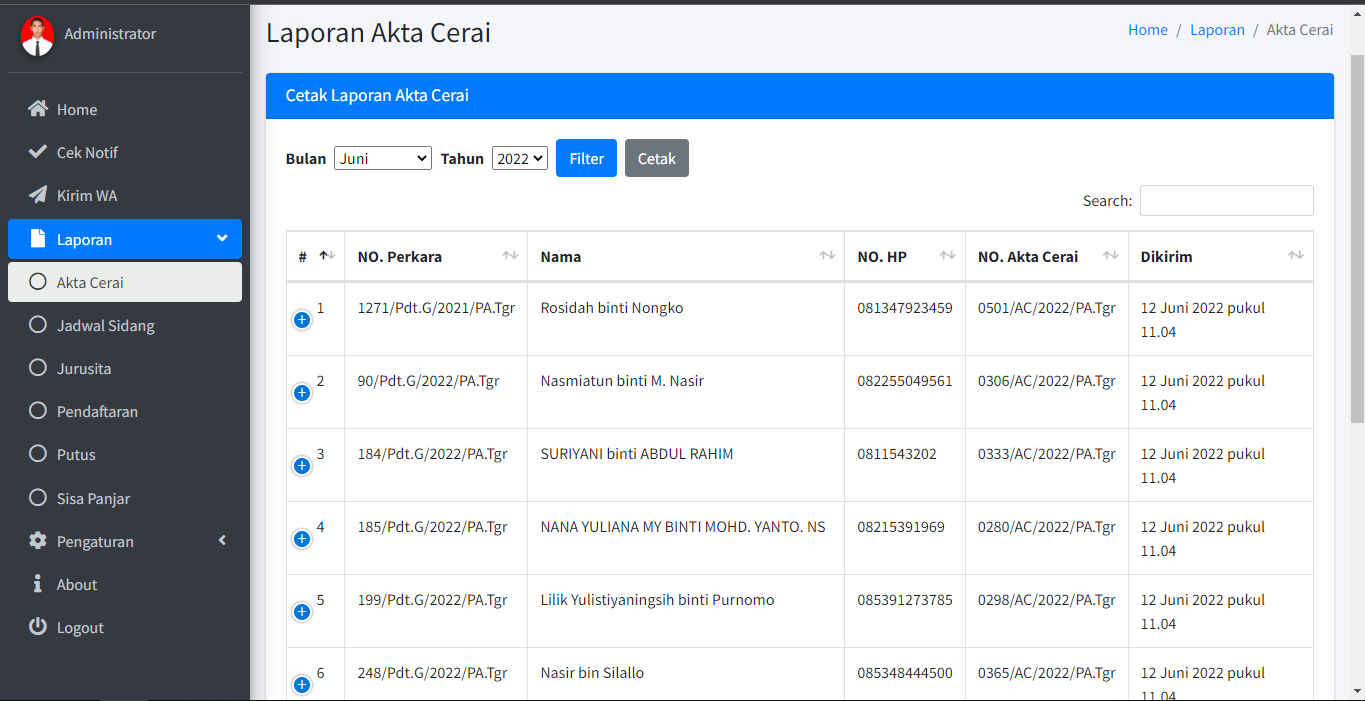 Administrator
Home
Cek Notif
Kirim WA
Laporan
Akta Cerai
Jadwal Sidang
Jurusita
Pendaftaran
Putus
Sisa Panjar
Pengaturan
About
Logout
Laporan Akta Cerai
Home / Laporan / Akta Cerai
Cetak Laporan Akta Cerai
Bulan Juni Tahun 2022 Filter Cetak
Search:
# NO. Perkara Nama NO. HP NO. Akta Cerai Dikirim
1 1271/Pdt.G/2021/PA.Tgr Rosidah binti Nongko 081347923459 0501/AC/2022/PA.Tgr 12 Juni 2022 pukul
11.04
2 90/Pdt.G/2022/PA.Tgr Nasmiatun binti M. Nasir 082255049561 0306/AC/2022/PA.Tgr 12 Juni 2022 pukul
11.04
3 184/Pdt.G/2022/PA.Tgr SURIYANI binti ABDUL RAHIM 0811543202 0333/AC/2022/PA.Tgr 12 Juni 2022 pukul
11.04
4 185/Pdt.G/2022/PA.Tgr NANA YULIANA MY BINTI MOHD. YANTO. NS 08215391969 0280/AC/2022/PA.Tgr 12 Juni 2022 pukul
11.04
5 199/Pdt.G/2022/PA.Tgr Lilik Yulistiyaningsih binti Purnomo 085391273785 0298/AC/2022/PA.Tgr 12 Juni 2022 pukul
11.04
6 248/Pdt.G/2022/PA.Tgr Nasir bin Silallo 085348444500 0365/AC/2022/PA.Tgr 12 Juni 2022 pukul
11.04